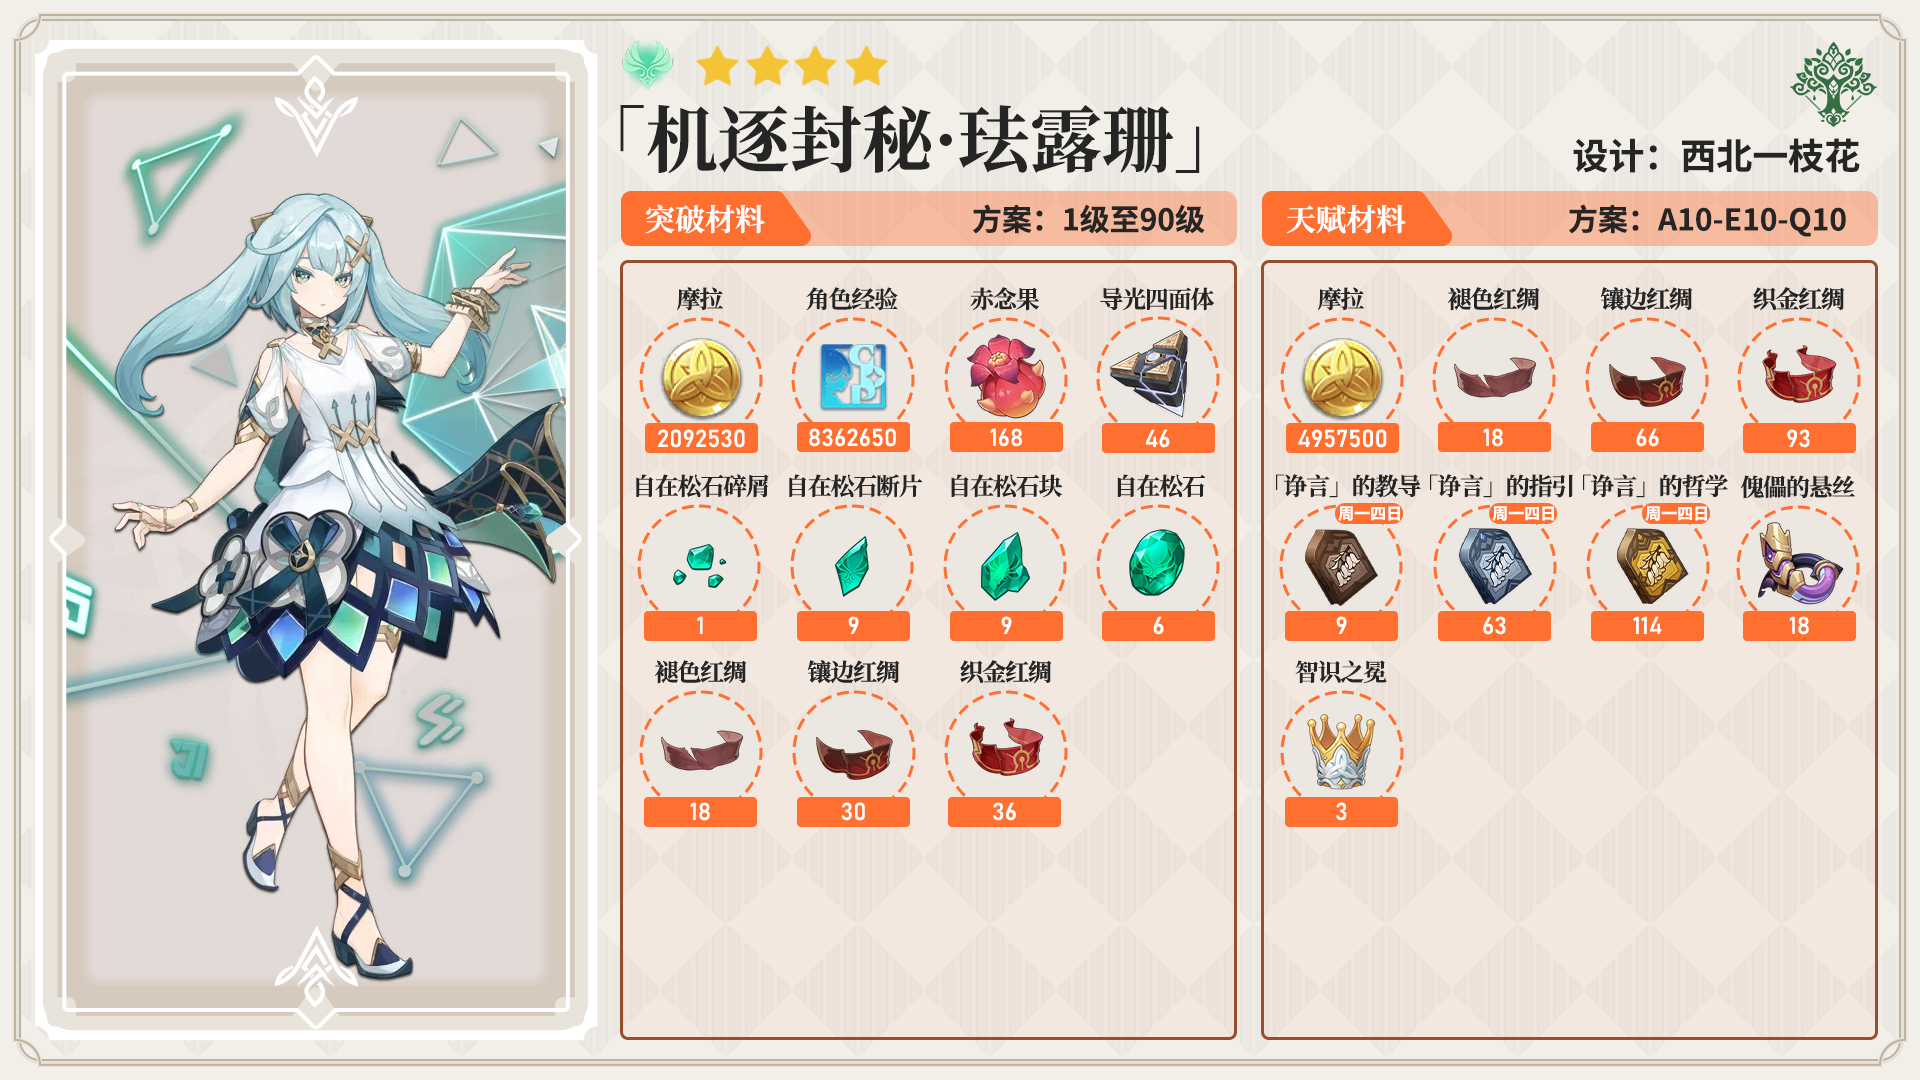 「机逐封秘·珐露珊」
设计：西北一枝花
突破材料 方案：1级至90级
天赋材料 方案：A10-E10-Q10
摩拉 角色经验 赤念果 导光四面体
2092530 8362650 168 46
自在松石碎屑 自在松石断片 自在松石块 自在松石
1 9 9 6
褪色红绸 镶边红绸 织金红绸
18 30 36
摩拉 褪色红绸 镶边红绸 织金红绸
4957500 18 66 93
「诤言」的教导 「诤言」的指引 「诤言」的哲学 傀儡的悬丝
周一四日 周一四日 周一四日
9 63 114 18
智识之冕
3